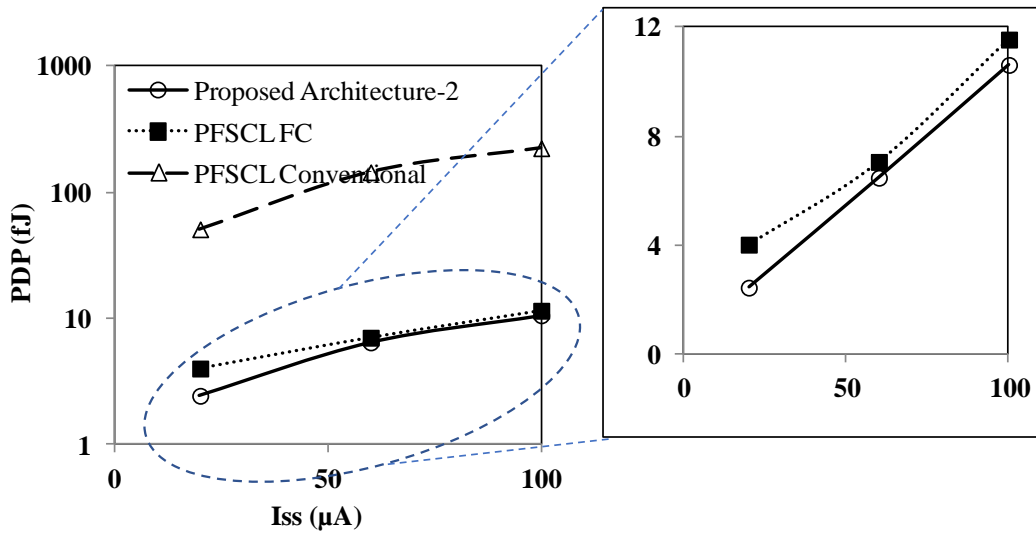 1000
100
10
1
PDP (fJ)
Proposed Architecture-2
PFSCL FC
PFSCL Conventional
0
50
100
Iss (µA)
12
8
4
0
0
50
100